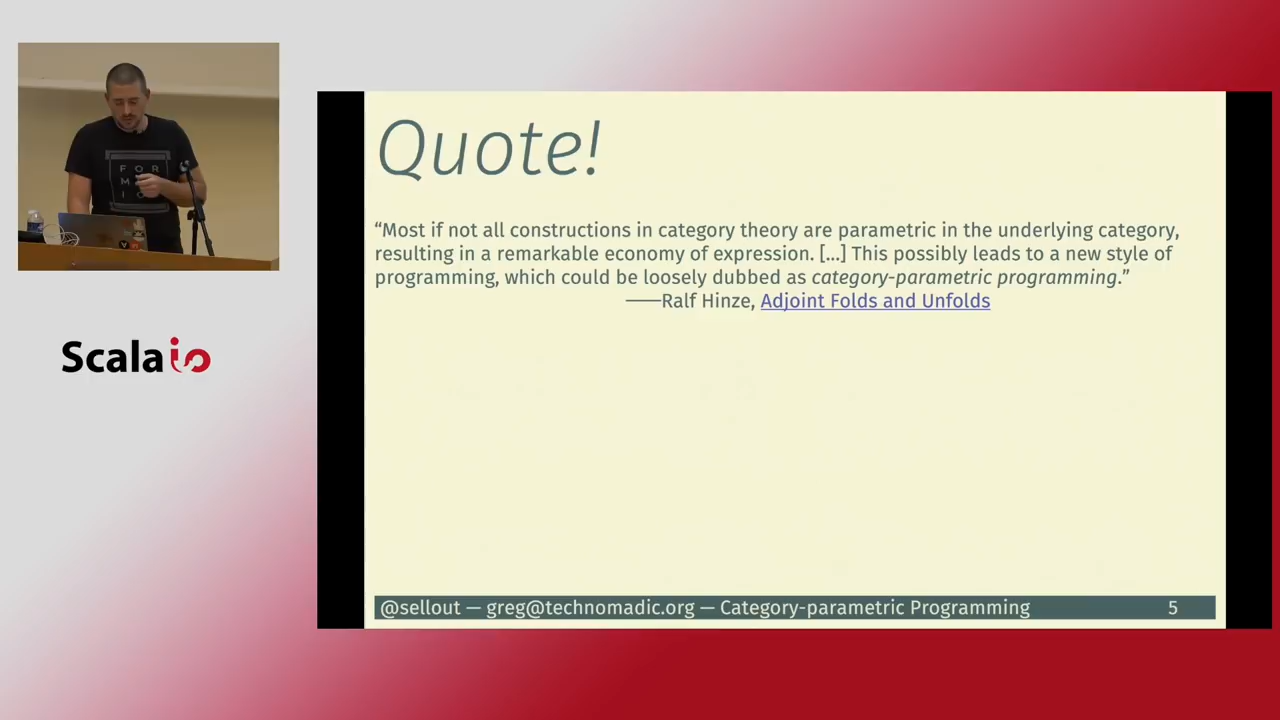 FOR
M
Scala io
Quote!
“Most if not all constructions in category theory are parametric in the underlying category,
resulting in a remarkable economy of expression. [...] This possibly leads to a new style of
programming, which could be loosely dubbed as category-parametric programming.”
——Ralf Hinze, Adjoint Folds and Unfolds
@sellout — greg@technomadic.org — Category-parametric Programming 5